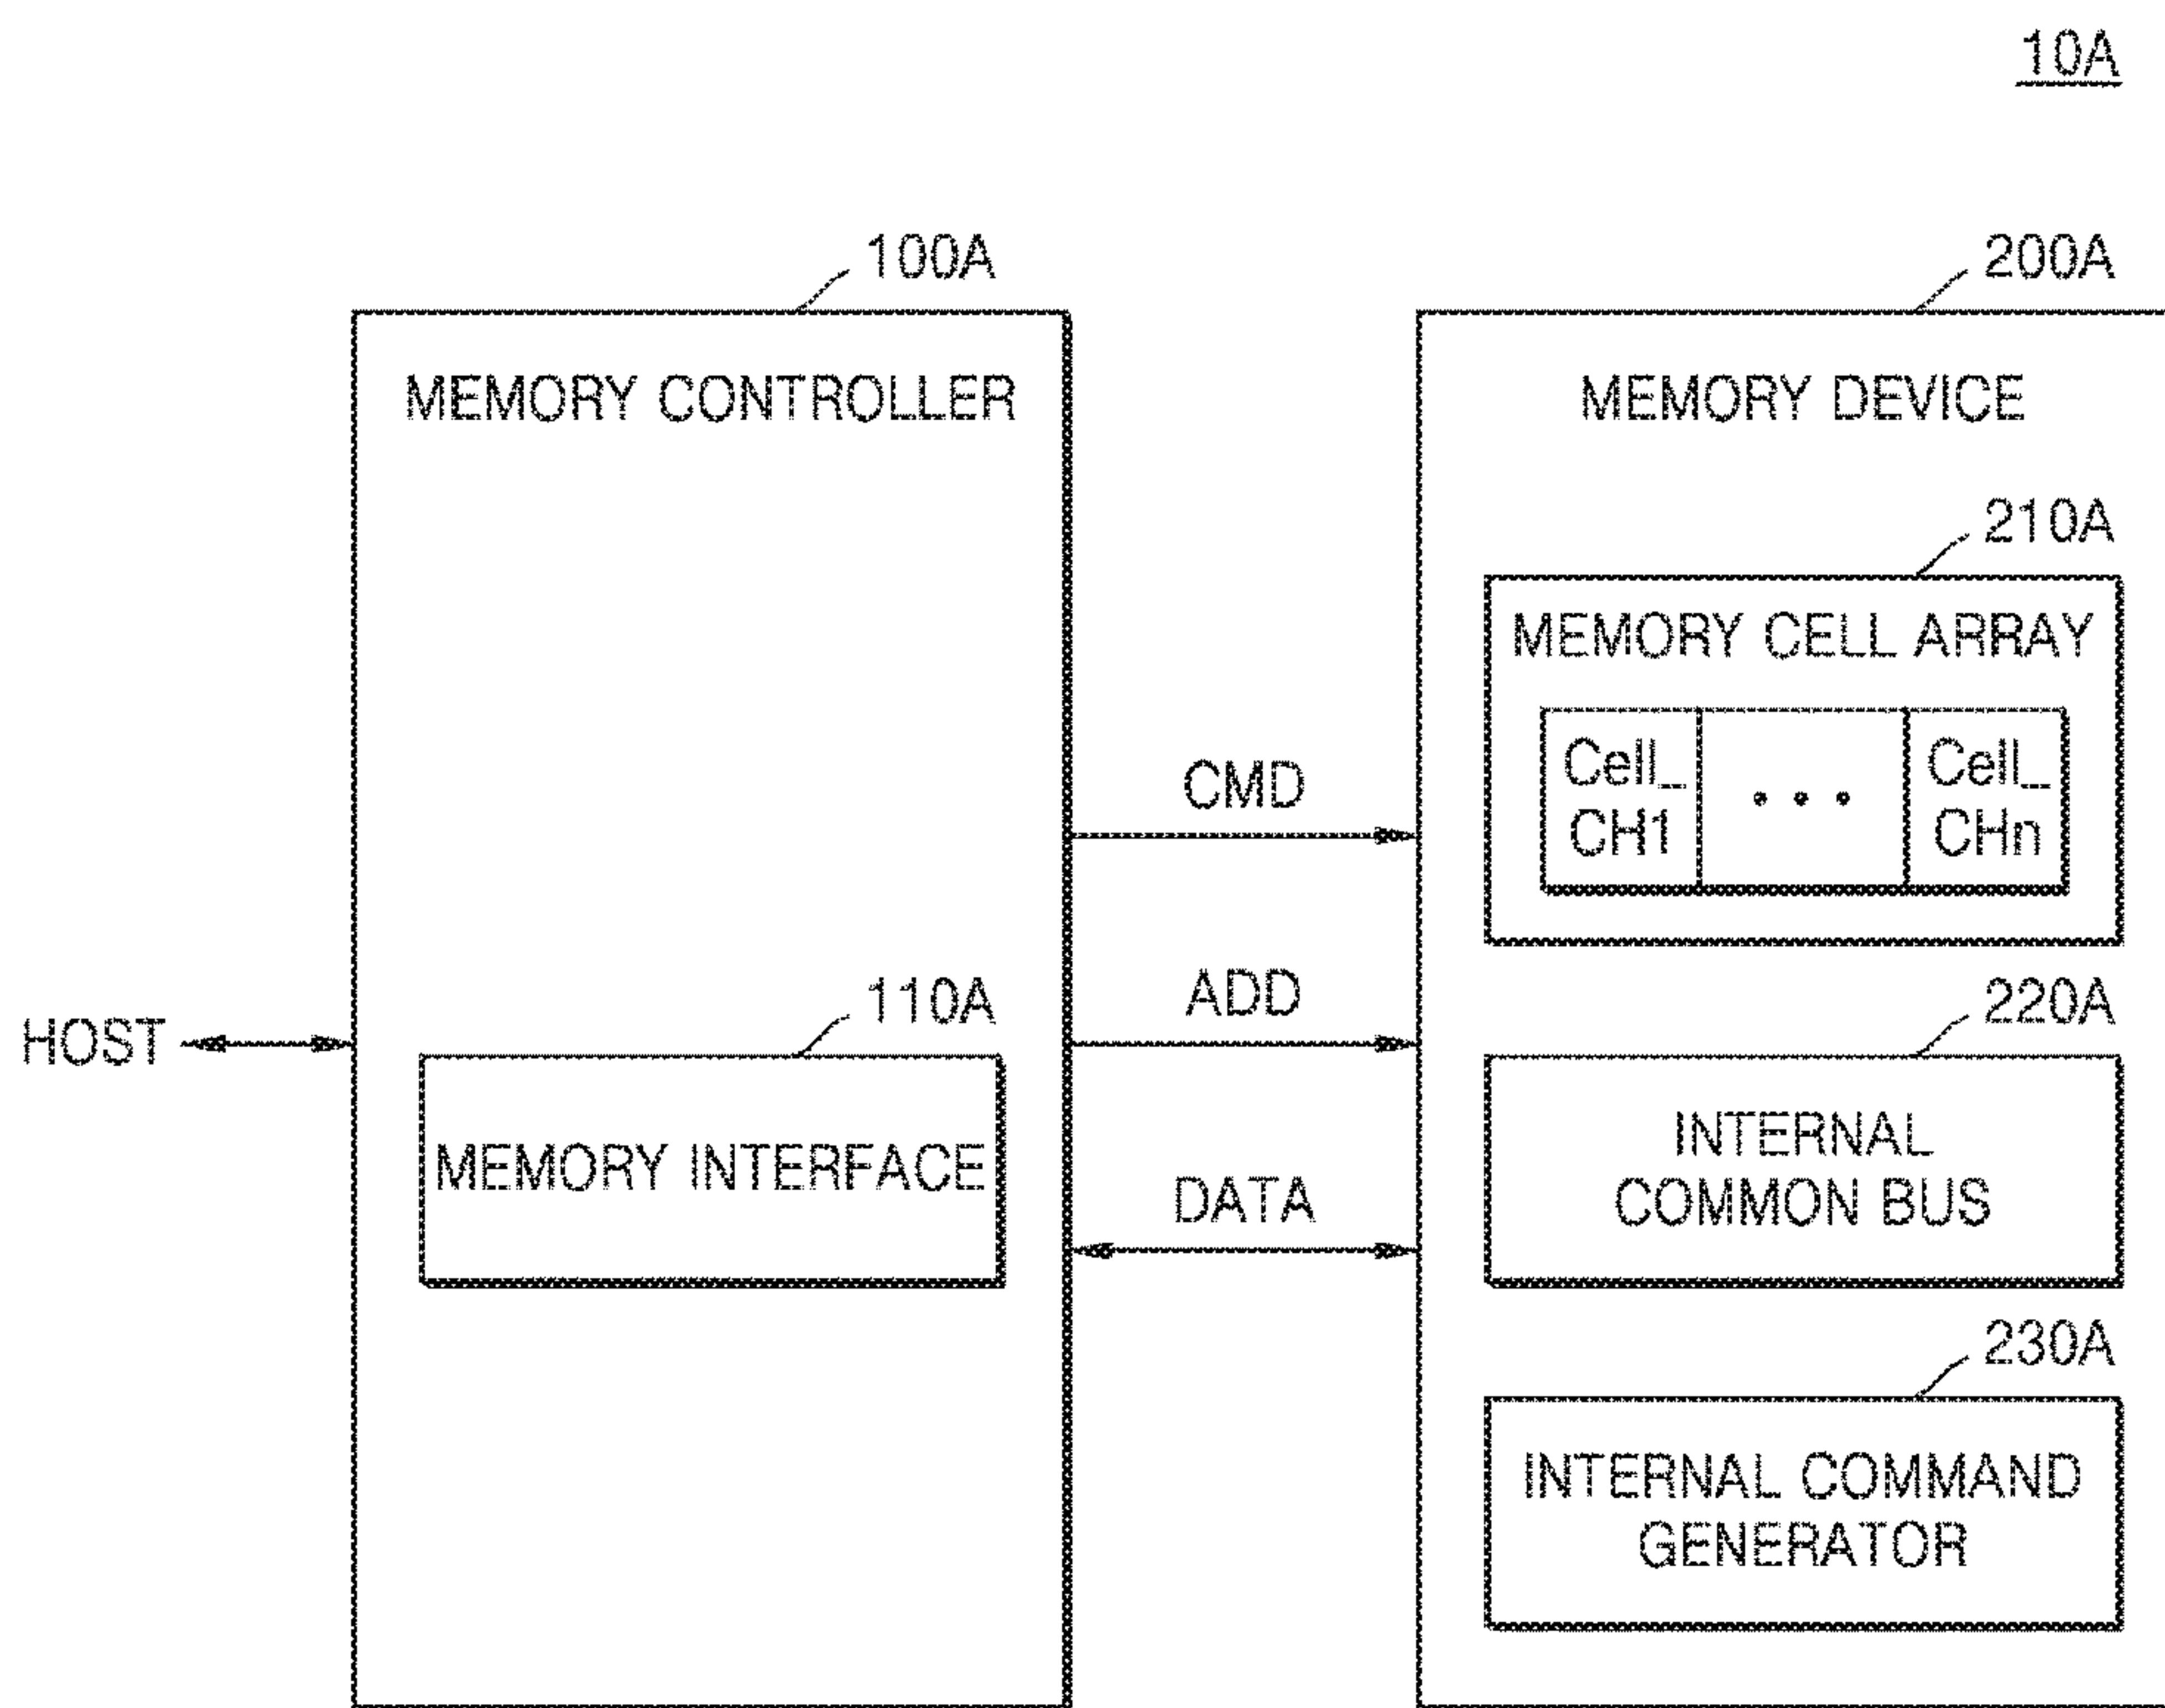 10A
100A
MEMORY CONTROLLER
HOST
110A
MEMORY INTERFACE
CMD
ADD
DATA
200A
MEMORY DEVICE
210A
MEMORY CELL ARRAY
Cell_
CH1
• • •
Cell_
CHn
220A
INTERNAL
COMMON BUS
230A
INTERNAL COMMAND
GENERATOR